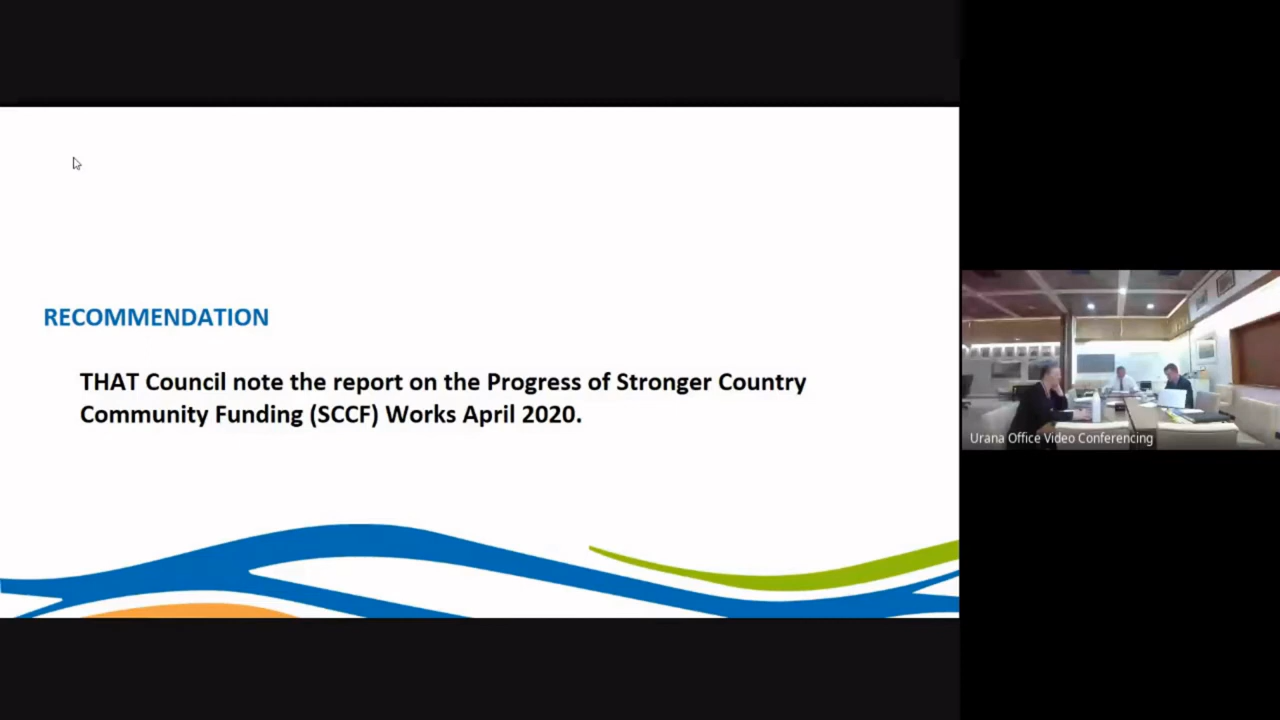 RECOMMENDATION
THAT Council note the report on the Progress of Stronger Country
Community Funding (SCCF) Works April 2020.
Urana Office Video Conferencing